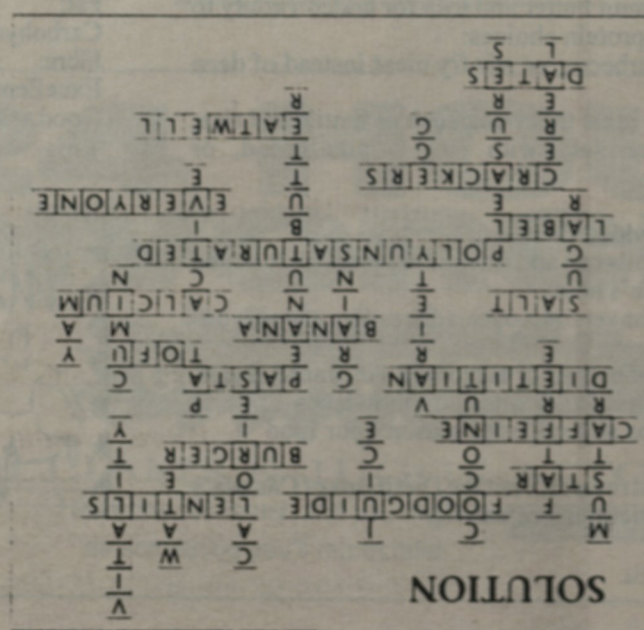 SOLUTION
V
I
C W T
M C I A A A
U F FOODGUIDE LENTILS
STAR C I O E I
T T O C BURGER T
CAFFEINE E I Y
R R U V E P
DIETITIAN G PASTA C
E R R E TOFU Y
I BANANA M A
SALT E I N CALCIUM
U T N U C N
G POLYUNSATURATED
LABEL B I
R E U EVERYONE
CRACKERS T E
E S G T
R U G EATWELL
E R R
DATES
L S